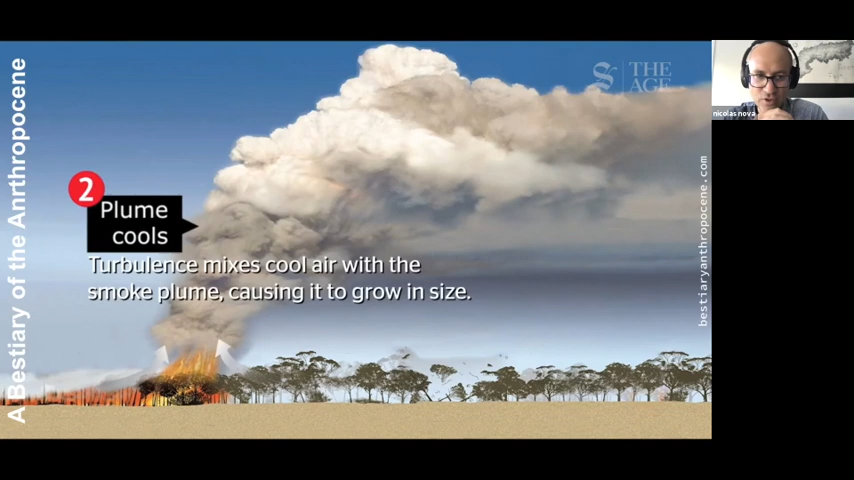 A Bestiary of the Anrthropocene
THE
AGE
nicolas nova
2
Plume
cools
Turbulence mixes cool air with the
smoke plume, causing it to grow in size.
bestiaryanthropocene.com